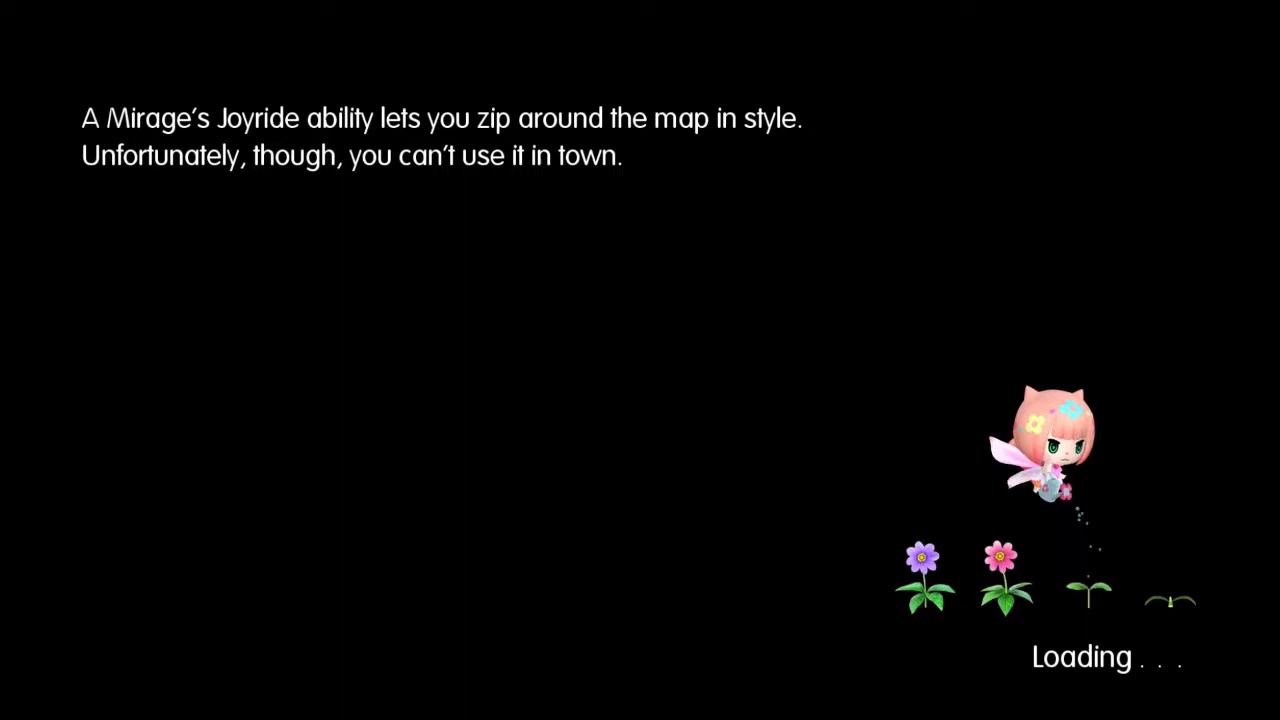 A Mirage's Joyride ability lets you zip around the map in style.
Unfortunately, though, you can't use it in town.
Loading . . .